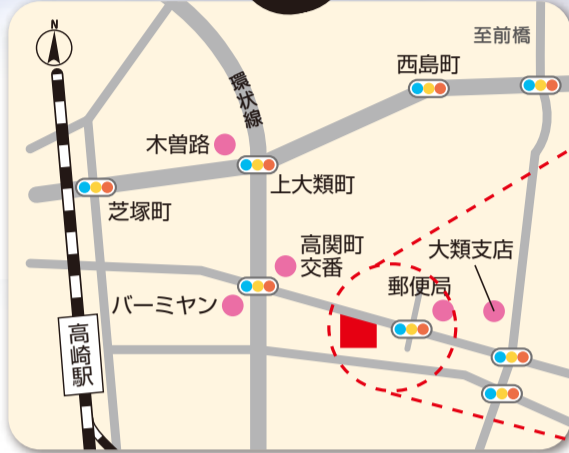 N
至前橋
西島町
環状線
木曽路
上大類町
芝塚町
高関町
交番
大類支店
郵便局
バーミヤン
高崎駅